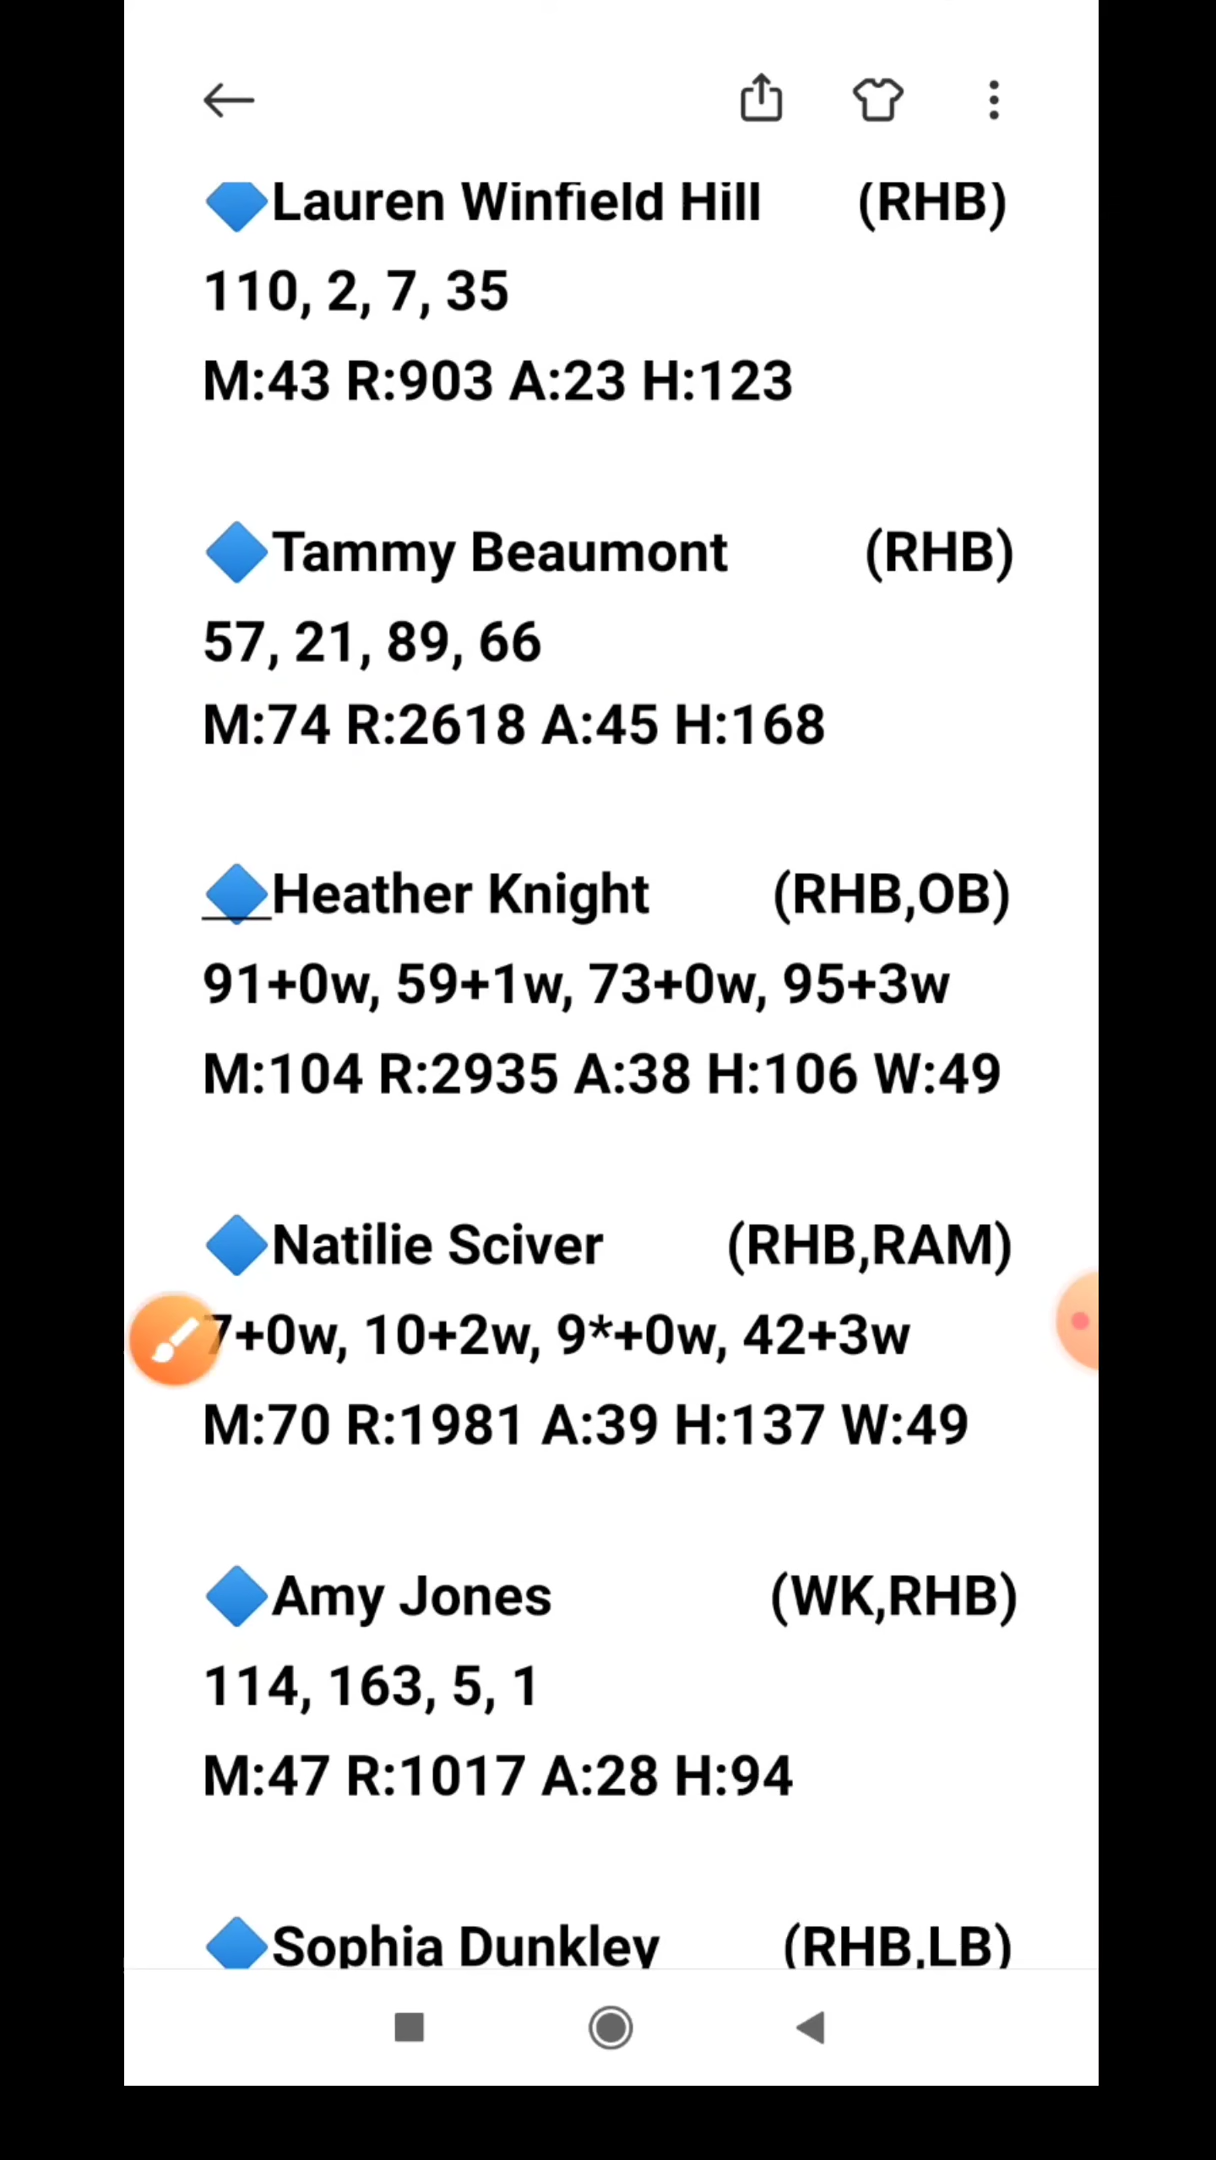 🔷Lauren Winfield Hill (RHB)
110, 2, 7, 35
M:43 R:903 A:23 H:123
🔷Tammy Beaumont (RHB)
57, 21, 89, 66
M:74 R:2618 A:45 H:168
🔷Heather Knight (RHB,OB)
91+0w, 59+1w, 73+0w, 95+3w
M:104 R:2935 A:38 H:106 W:49
🔷Natilie Sciver (RHB,RAM)
7+0w, 10+2w, 9*+0w, 42+3w
M:70 R:1981 A:39 H:137 W:49
🔷Amy Jones (WK,RHB)
114, 163, 5, 1
M:47 R:1017 A:28 H:94
🔷Sophia Dunkley (RHB,LB)